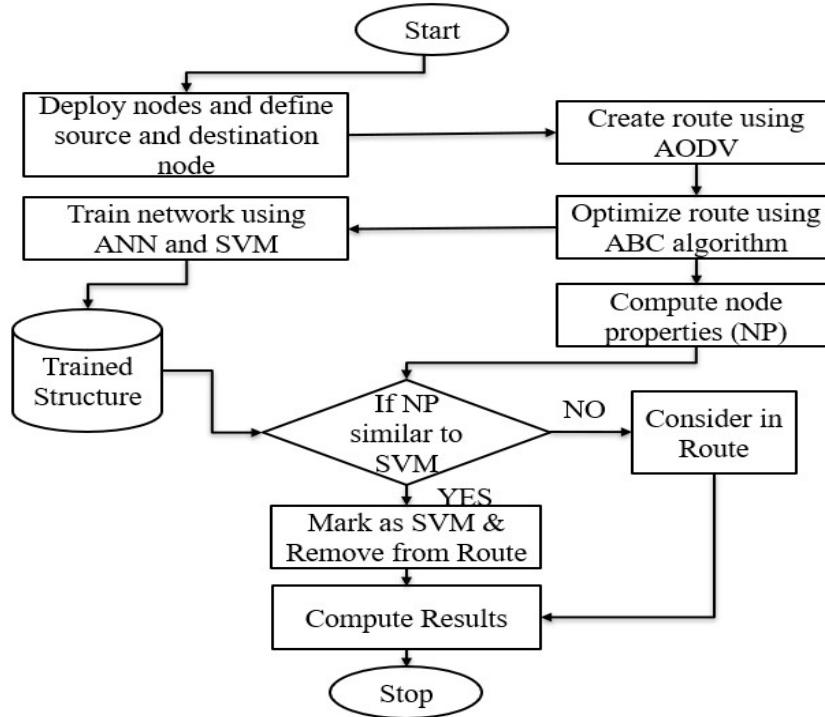 Start
Deploy nodes and define
source and destination
node
Create route using
AODV
Train network using
ANN and SVM
Optimize route using
ABC algorithm
Compute node
properties (NP)
Trained
Structure
If NP
similar to
SVM
NO
Consider in
Route
YES
Mark as SVM &
Remove from Route
Compute Results
Stop